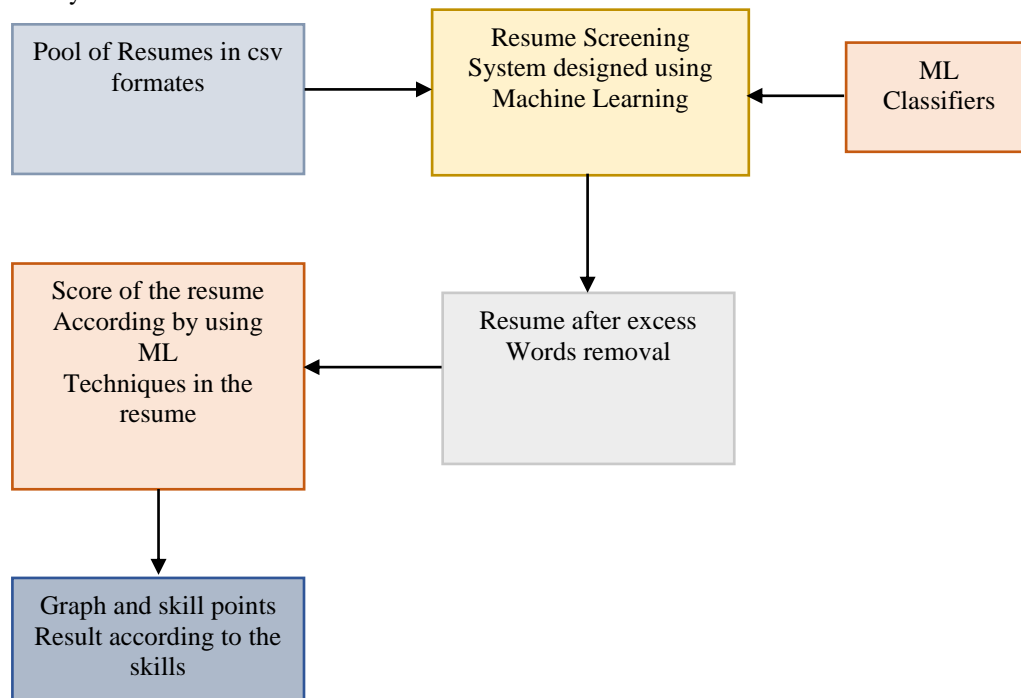 Pool of Resumes in csv
formates
Resume Screening
System designed using
Machine Learning
ML
Classifiers
Score of the resume
According by using
ML
Techniques in the
resume
Resume after excess
Words removal
Graph and skill points
Result according to the
skills